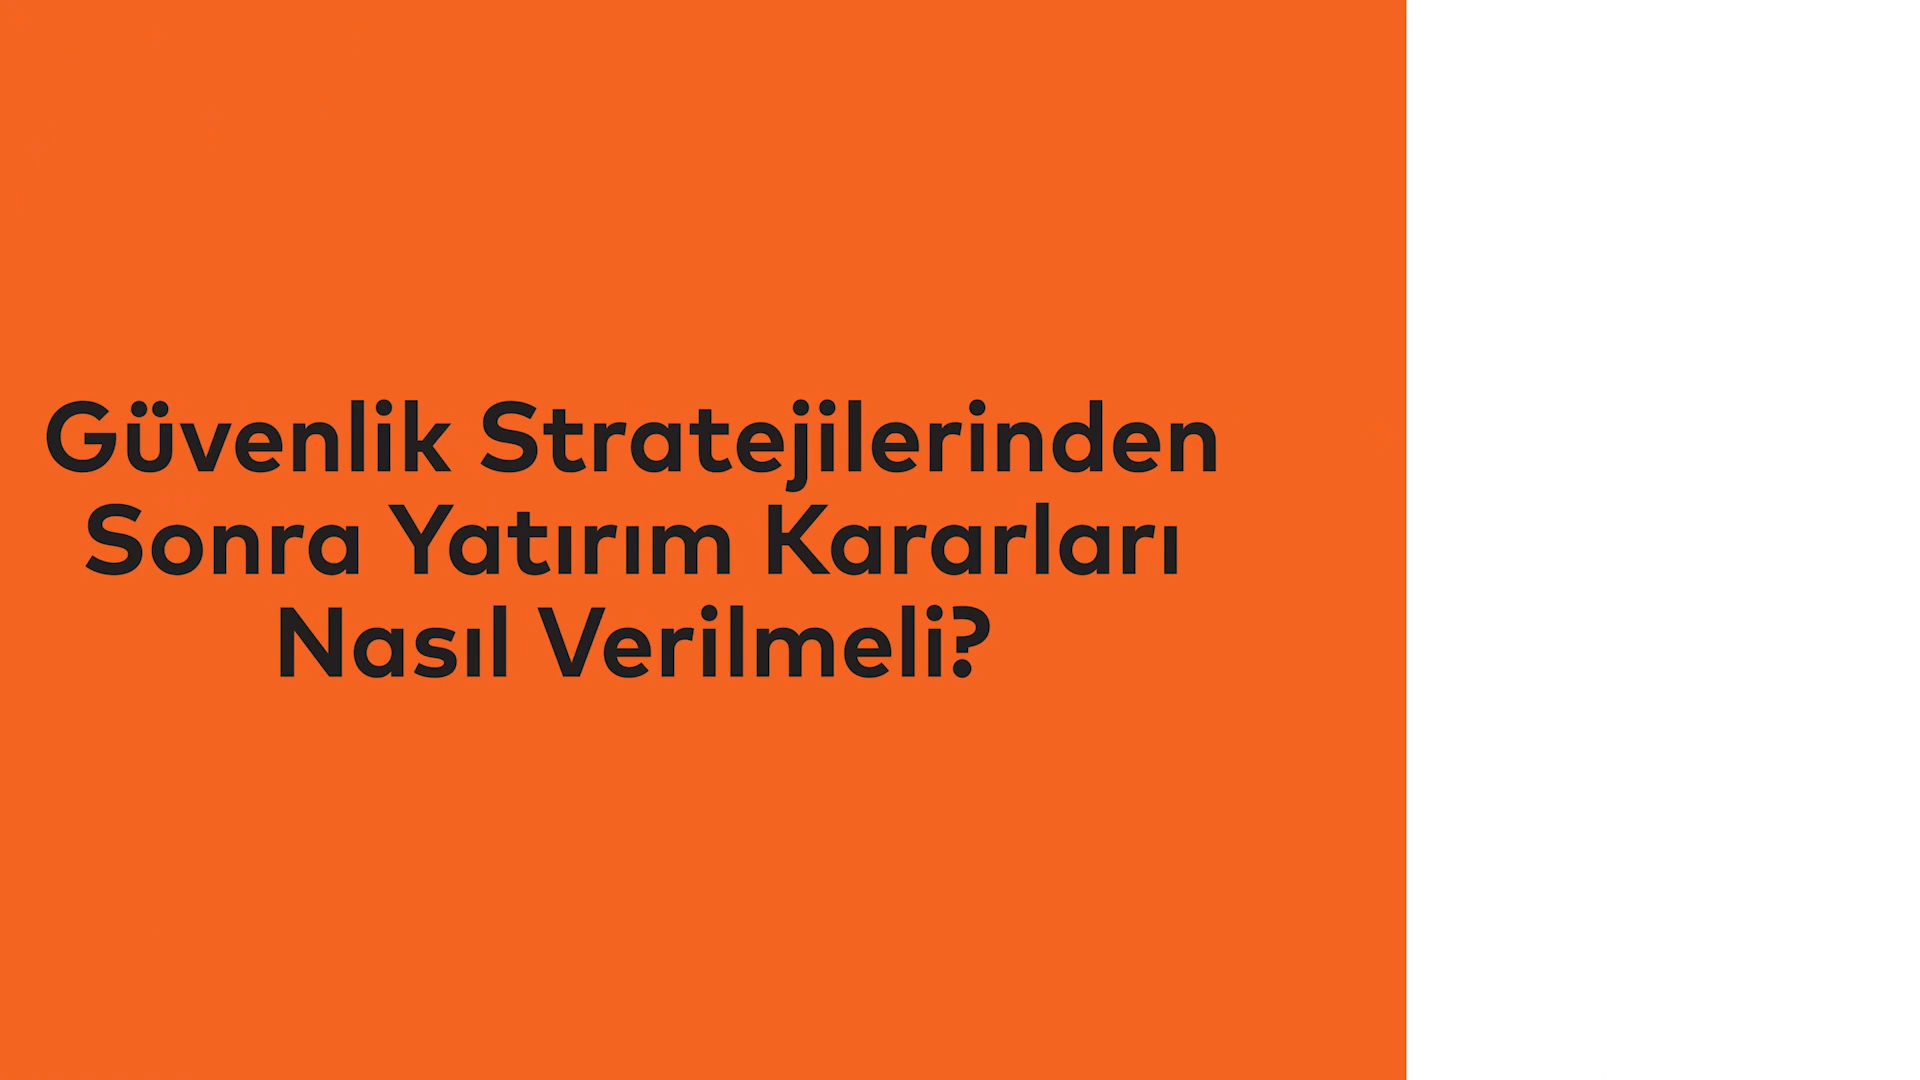 Güvenlik Stratejilerinden
Sonra Yatırım Kararları
Nasıl Verilmeli?